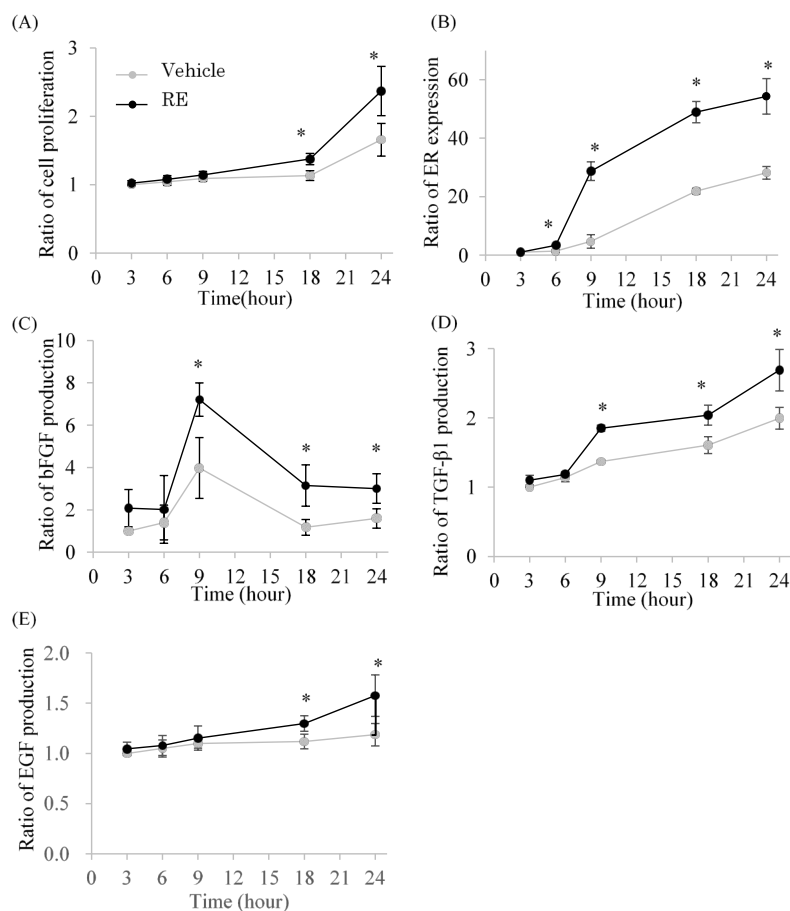 (A)
Ratio of cell proliferation
3
2
1
0
Vehicle
RE
*
*
0 3 6 9 12 15 18 21 24
Time(hour)
(B)
Ratio of ER expression
60
40
20
0
*
*
*
*
0 3 6 9 12 15 18 21 24
Time (hour)
(C)
Ratio of bFGF production
10
8
6
4
2
0
*
*
*
0 3 6 9 12 15 18 21 24
Time (hour)
(D)
Ratio of TGF-β1 production
3
2
1
0
*
*
*
0 3 6 9 12 15 18 21 24
Time (hour)
(E)
Ratio of EGF production
2.0
1.5
1.0
0.5
0.0
*
*
0 3 6 9 12 15 18 21 24
Time (hour)